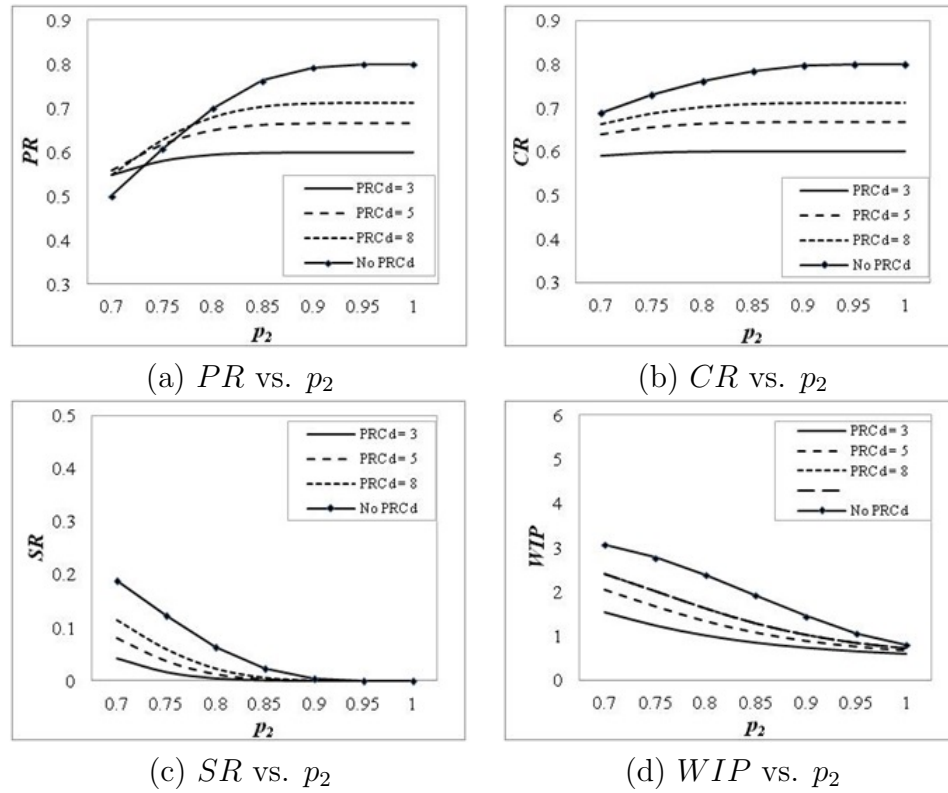 0.9
0.8
0.7
0.6
0.5
0.4
0.3
PR
PRCd= 3
PRCd= 5
PRCd= 8
No PRCd
0.7 0.75 0.8 0.85 0.9 0.95 1
p2
(a) PR vs. p2
0.9
0.8
0.7
0.6
0.5
0.4
0.3
CR
PRCd= 3
PRCd= 5
PRCd= 8
No PRCd
0.7 0.75 0.8 0.85 0.9 0.95 1
p2
(b) CR vs. p2
0.5
0.4
0.3
0.2
0.1
0
SR
PRCd= 3
PRCd= 5
PRCd= 8
No PRCd
0.7 0.75 0.8 0.85 0.9 0.95 1
p2
(c) SR vs. p2
6
5
4
3
2
1
0
WIP
PRCd= 3
PRCd= 5
PRCd= 8
No PRCd
0.7 0.75 0.8 0.85 0.9 0.95 1
p2
(d) WIP vs. p2